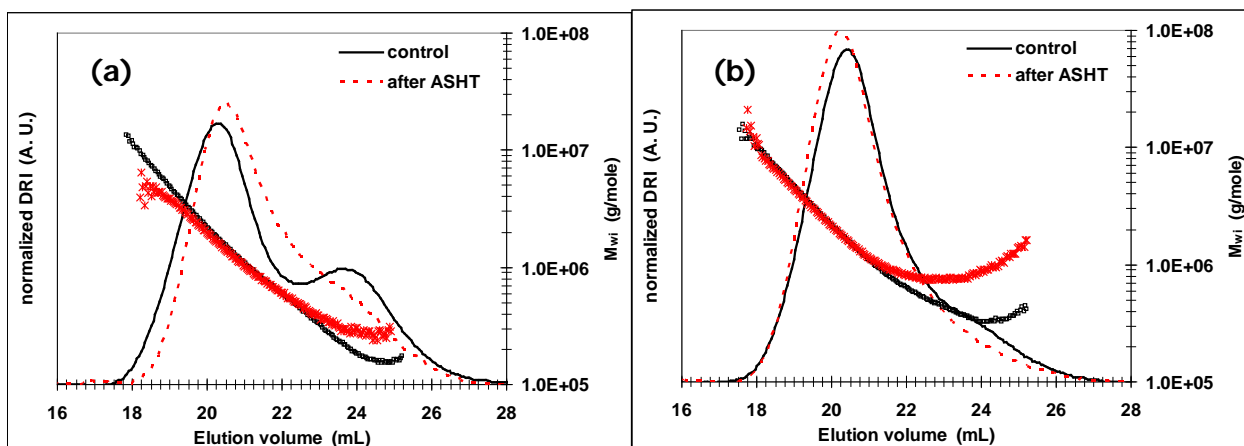 (a)
control
after ASHT
normalized DRI (A. U.)
1.0E+08
1.0E+07
1.0E+06
1.0E+05
Mwi (g/mole)
16 18 20 22 24 26 28
Elution volume (mL)
(b)
control
after ASHT
normalized DRI (A. U.)
1.0E+08
1.0E+07
1.0E+06
1.0E+05
Mwi (g/mole)
16 18 20 22 24 26 28
Elution volume (mL)